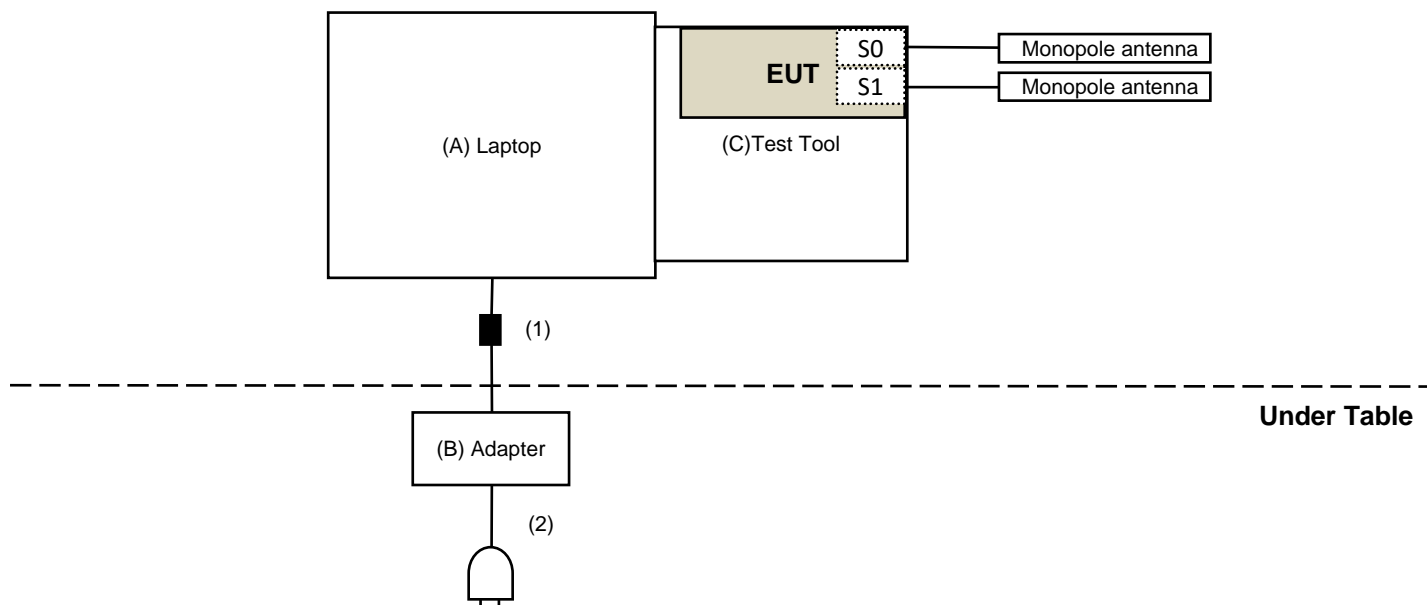 S0
Monopole antenna
EUT
S1
Monopole antenna
(A) Laptop
(C)Test Tool
(1)
Under Table
(B) Adapter
(2)